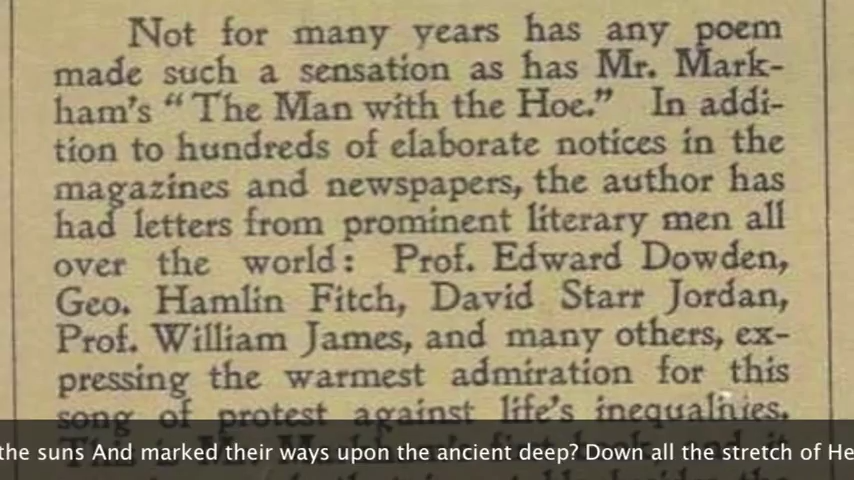 Not for many years has any poem
made such a sensation as has Mr. Mark-
ham's "The Man with the Hoe." In addi-
tion to hundreds of elaborate notices in the
magazines and newspapers, the author has
had letters from prominent literary men all
over the world: Prof. Edward Dowden,
Geo. Hamlin Fitch, David Starr Jordan,
Prof. William James, and many others, ex-
pressing the warmest admiration for this
song of protest against life's inequalities.
the suns And marked their ways upon the ancient deep? Down all the stretch of He